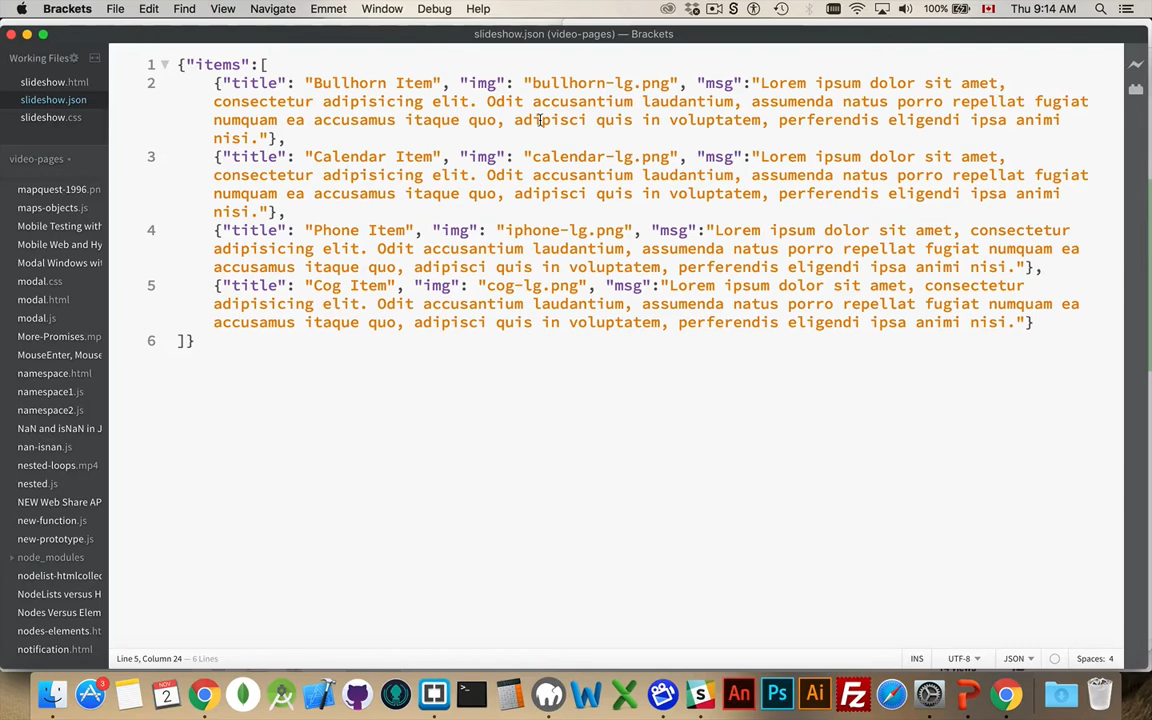 Brackets File Edit Find View Navigate Emmet Window Debug Help 100% Thu 9:14 AM
slideshow.json (video-pages) — Brackets
Working Files
slideshow.html
slideshow.json
slideshow.css
video-pages
mapquest-1996.pn
maps-objects.js
Mobile Testing with
Mobile Web and Hy
Modal Windows wit
modal.css
modal.html
modal.js
More-Promises.mp
MouseEnter, Mouse
namespace.html
namespace1.js
namespace2.js
NaN and isNaN in J
nan-isnan.js
nested-loops.mp4
nested.js
NEW Web Share AP
new-function.js
new-prototype.js
node_modules
nodelist-htmlcollec
NodeLists versus H
Nodes Versus Elem
nodes-elements.ht
notification.html
1 {"items":[
2 {"title": "Bullhorn Item", "img": "bullhorn-lg.png", "msg":"Lorem ipsum dolor sit amet,
consectetur adipisicing elit. Odit accusantium laudantium, assumenda natus porro repellat fugiat
numquam ea accusamus itaque quo, adipisci quis in voluptatem, perferendis eligendi ipsa animi
nisi."},
3 {"title": "Calendar Item", "img": "calendar-lg.png", "msg":"Lorem ipsum dolor sit amet,
consectetur adipisicing elit. Odit accusantium laudantium, assumenda natus porro repellat fugiat
numquam ea accusamus itaque quo, adipisci quis in voluptatem, perferendis eligendi ipsa animi
nisi."},
4 {"title": "Phone Item", "img": "iphone-lg.png", "msg":"Lorem ipsum dolor sit amet, consectetur
adipisicing elit. Odit accusantium laudantium, assumenda natus porro repellat fugiat numquam ea
accusamus itaque quo, adipisci quis in voluptatem, perferendis eligendi ipsa animi nisi."},
5 {"title": "Cog Item", "img": "cog-lg.png", "msg":"Lorem ipsum dolor sit amet, consectetur
adipisicing elit. Odit accusantium laudantium, assumenda natus porro repellat fugiat numquam ea
accusamus itaque quo, adipisci quis in voluptatem, perferendis eligendi ipsa animi nisi."}
6 ]}
Line 5, Column 24 — 6 Lines
INS UTF-8 JSON Spaces: 4
3 NOV 2 An Ps Ai Fz